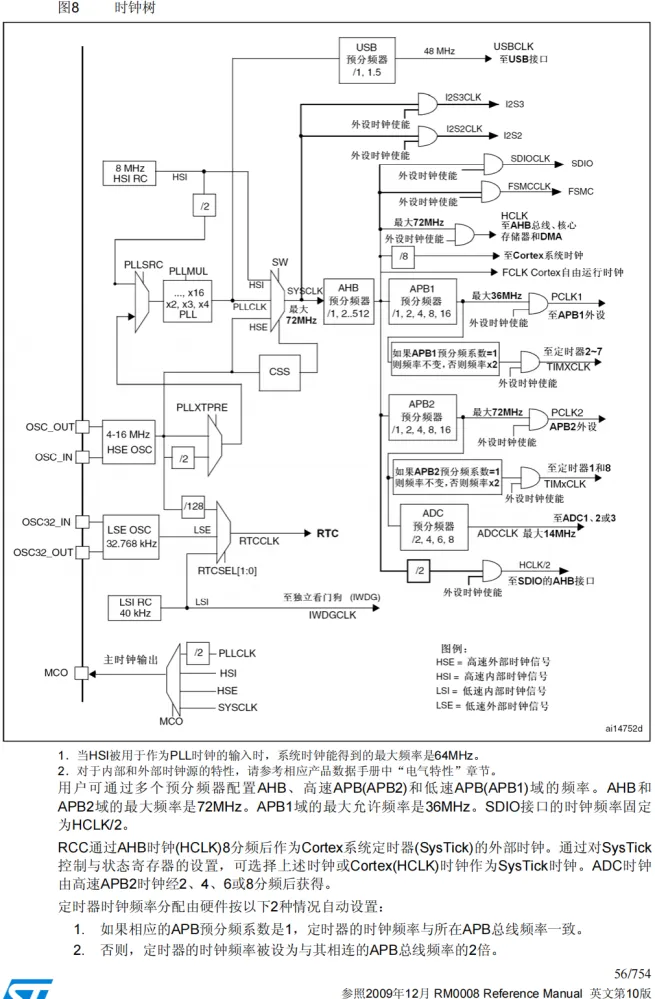 图8 时钟树
USB
预分频器
/1, 1.5
48 MHz
USBCLK
至USB接口
I2S3CLK
I2S3
外设时钟使能
I2S2CLK
I2S2
外设时钟使能
8 MHz
HSI RC
HSI
SDIOCLK
SDIO
外设时钟使能
FSMCCLK
FSMC
外设时钟使能
/2
HCLK
至AHB总线、核心
存储器和DMA
最大72MHz
外设时钟使能
/8
至Cortex系统时钟
FCLK Cortex自由运行时钟
PLLSRC
PLLMUL
..., x16
x2, x3, x4
PLL
SW
HSI
PLLCLK
HSE
SYSCLK
最大
72MHz
AHB
预分频器
/1, 2..512
APB1
预分频器
/1, 2, 4, 8, 16
最大36MHz
PCLK1
至APB1外设
外设时钟使能
CSS
如果APB1预分频系数=1
则频率不变,否则频率x2
至定时器2~7
TIMXCLK
外设时钟使能
PLLXTPRE
OSC_OUT
OSC_IN
4-16 MHz
HSE OSC
/2
APB2
预分频器
/1, 2, 4, 8, 16
最大72MHz
PCLK2
APB2外设
外设时钟使能
如果APB2预分频系数=1
则频率不变,否则频率x2
至定时器1和8
TIMxCLK
外设时钟使能
/128
OSC32_IN
OSC32_OUT
LSE OSC
32.768 kHz
LSE
RTCCLK
RTC
RTCSEL[1:0]
ADC
预分频器
/2, 4, 6, 8
至ADC1、2或3
ADCCLK 最大14MHz
/2
HCLK/2
至SDIO的AHB接口
外设时钟使能
LSI RC
40 kHz
LSI
至独立看门狗 (IWDG)
IWDGCLK
MCO
主时钟输出
/2
PLLCLK
HSI
HSE
SYSCLK
MCO
图例:
HSE = 高速外部时钟信号
HSI = 高速内部时钟信号
LSI = 低速内部时钟信号
LSE = 低速外部时钟信号
ai14752d
1. 当HSI被用于作为PLL时钟的输入时,系统时钟能得到的最大频率是64MHz。
2. 对于内部和外部时钟源的特性,请参考相应产品数据手册中“电气特性”章节。
用户可通过多个预分频器配置AHB、高速APB(APB2)和低速APB(APB1)域的频率。AHB和
APB2域的最大频率是72MHz。APB1域的最大允许频率是36MHz。SDIO接口的时钟频率固定
为HCLK/2。
RCC通过AHB时钟(HCLK)8分频后作为Cortex系统定时器(SysTick)的外部时钟。通过对SysTick
控制与状态寄存器的设置,可选择上述时钟或Cortex(HCLK)时钟作为SysTick时钟。ADC时钟
由高速APB2时钟经2、4、6或8分频后获得。
定时器时钟频率分配由硬件按以下2种情况自动设置:
1. 如果相应的APB预分频系数是1,定时器的时钟频率与所在APB总线频率一致。
2. 否则,定时器的时钟频率被设为与其相连的APB总线频率的2倍。
56/754
参照2009年12月 RM0008 Reference Manual 英文第10版